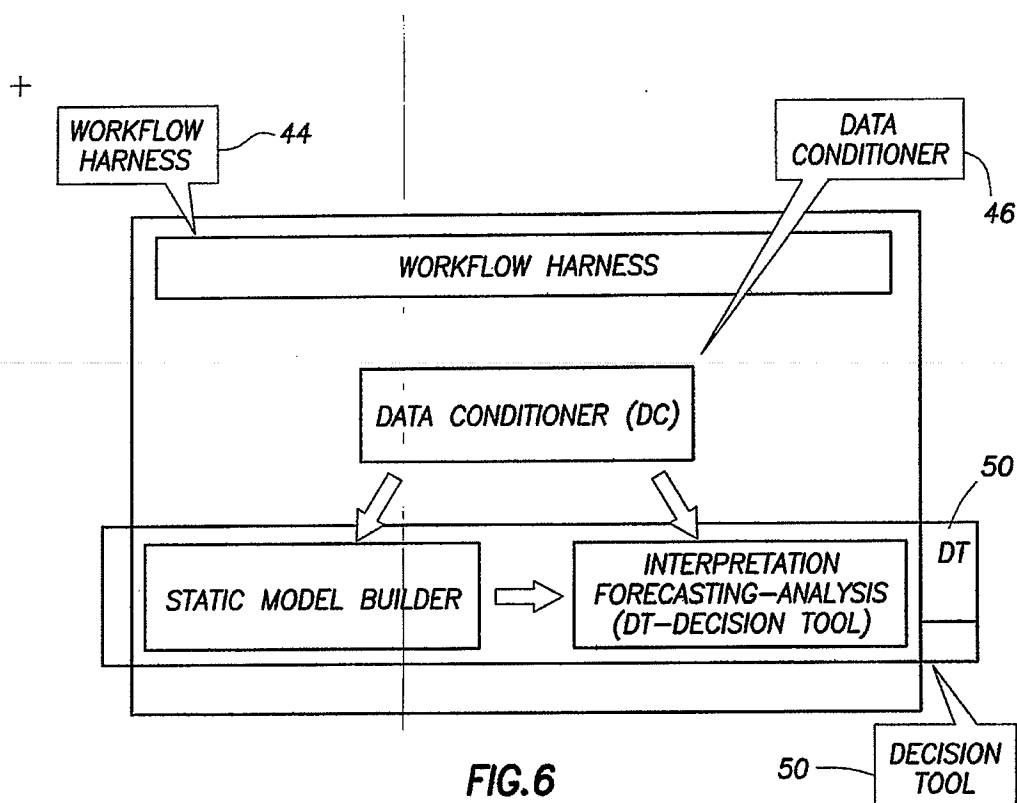 WORKFLOW
HARNESS
44
DATA
CONDITIONER
46
WORKFLOW HARNESS
DATA CONDITIONER (DC)
50
DT
STATIC MODEL BUILDER
INTERPRETATION
FORECASTING-ANALYSIS
(DT-DECISION TOOL)
50
DECISION
TOOL
FIG.6